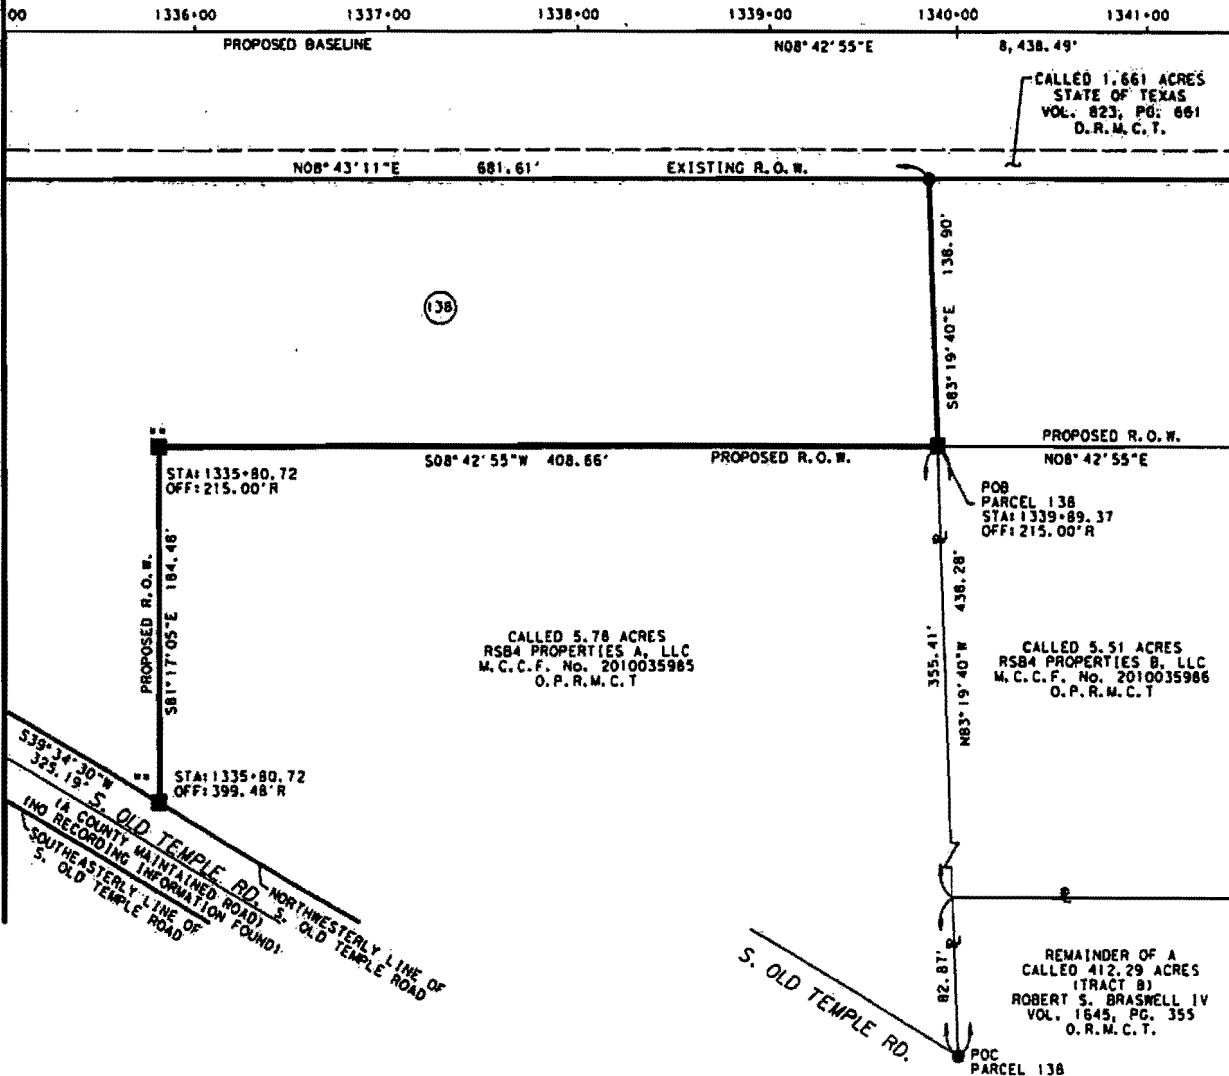 00 1336+00 1337+00 1338+00 1339+00 1340+00 1341+00
PROPOSED BASELINE N08°42'55"E 8,438.49'
CALLED 1.661 ACRES
STATE OF TEXAS
VOL. 823, PG. 661
D.R.M.C.T.
N08°43'11"E 681.61' EXISTING R.O.W.
S83°19'40"E 136.90'
138
PROPOSED R.O.W.
N08°42'55"E
S08°42'55"W 408.66' PROPOSED R.O.W.
**
STA:1335+80.72
OFF:215.00'R
POB
PARCEL 138
STA:1339+89.37
OFF:215.00'R
PROPOSED R.O.W.
S81°17'05"E 184.48'
355.41'
N83°19'40"W 438.28'
CALLED 5.78 ACRES
RSB4 PROPERTIES A, LLC
M.C.C.F. No. 2010035985
O.P.R.M.C.T
CALLED 5.51 ACRES
RSB4 PROPERTIES B, LLC
M.C.C.F. No. 2010035986
O.P.R.M.C.T
**
STA:1335+80.72
OFF:399.48'R
S39°34'30"W
325.19'
S. OLD TEMPLE RD.
(A COUNTY MAINTAINED ROAD)
(NO RECORDING INFORMATION FOUND)
SOUTHEASTERLY LINE OF
S. OLD TEMPLE ROAD
NORTHWESTERLY LINE OF
S. OLD TEMPLE ROAD
S. OLD TEMPLE RD.
82.87'
REMAINDER OF A
CALLED 412.29 ACRES
(TRACT B)
ROBERT S. BRASWELL IV
VOL. 1645, PG. 355
O.R.M.C.T.
POC
PARCEL 138